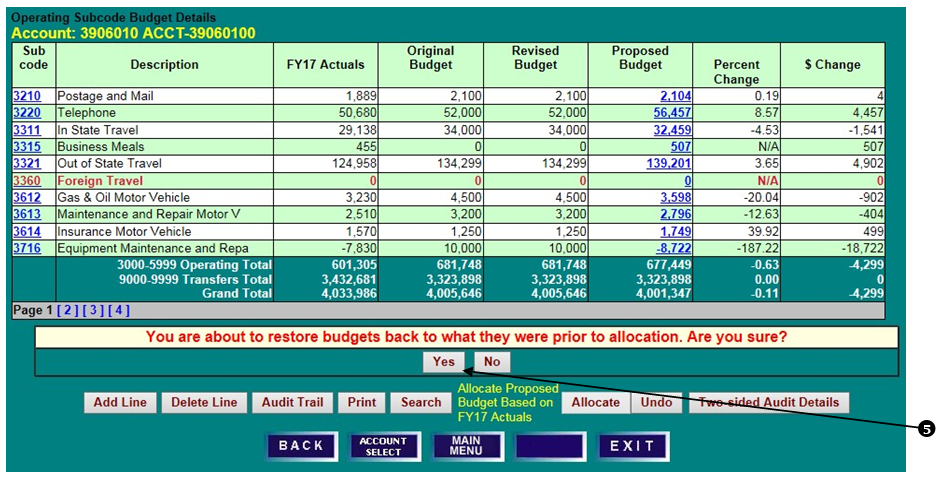 Operating Subcode Budget Details
Account: 3906010 ACCT-39060100
Sub code Description FY17 Actuals Original Budget Revised Budget Proposed Budget Percent Change $ Change
3210 Postage and Mail 1,889 2,100 2,100 2,104 0.19 4
3220 Telephone 50,680 52,000 52,000 56,457 8.57 4,457
3311 In State Travel 29,138 34,000 34,000 32,459 -4.53 -1,541
3315 Business Meals 455 0 0 507 N/A 507
3321 Out of State Travel 124,958 134,299 134,299 139,201 3.65 4,902
3360 Foreign Travel 0 0 0 0 N/A 0
3612 Gas & Oil Motor Vehicle 3,230 4,500 4,500 3,598 -20.04 -902
3613 Maintenance and Repair Motor V 2,510 3,200 3,200 2,796 -12.63 -404
3614 Insurance Motor Vehicle 1,570 1,250 1,250 1,749 39.92 499
3716 Equipment Maintenance and Repa -7,830 10,000 10,000 -8,722 -187.22 -18,722
3000-5999 Operating Total 601,305 681,748 681,748 677,449 -0.63 -4,299
9000-9999 Transfers Total 3,432,681 3,323,898 3,323,898 3,323,898 0.00 0
Grand Total 4,033,986 4,005,646 4,005,646 4,001,347 -0.11 -4,299
Page 1 [ 2 ] [ 3 ] [ 4 ]
You are about to restore budgets back to what they were prior to allocation. Are you sure?
Yes No
Add Line Delete Line Audit Trail Print Search Allocate Proposed Budget Based on FY17 Actuals Allocate Undo Two-sided Audit Details
5
BACK ACCOUNT SELECT MAIN MENU EXIT